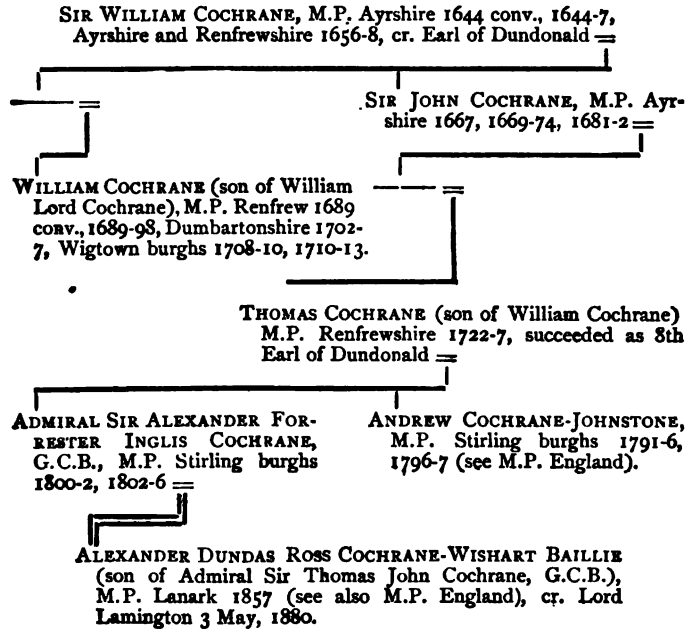 SIR WILLIAM COCHRANE, M.P. Ayrshire 1644 conv., 1644-7,
Ayrshire and Renfrewshire 1656-8, cr. Earl of Dundonald =
—— =
SIR JOHN COCHRANE, M.P. Ayr-
shire 1667, 1669-74, 1681-2 =
WILLIAM COCHRANE (son of William
Lord Cochrane), M.P. Renfrew 1689
conv., 1689-98, Dumbartonshire 1702-
7, Wigtown burghs 1708-10, 1710-13.
—— =
THOMAS COCHRANE (son of William Cochrane)
M.P. Renfrewshire 1722-7, succeeded as 8th
Earl of Dundonald =
ADMIRAL SIR ALEXANDER FOR-
RESTER INGLIS COCHRANE,
G.C.B., M.P. Stirling burghs
1800-2, 1802-6 =
ANDREW COCHRANE-JOHNSTONE,
M.P. Stirling burghs 1791-6,
1796-7 (see M.P. England).
ALEXANDER DUNDAS ROSS COCHRANE-WISHART BAILLIE
(son of Admiral Sir Thomas John Cochrane, G.C.B.),
M.P. Lanark 1857 (see also M.P. England), cr. Lord
Lamington 3 May, 1880.